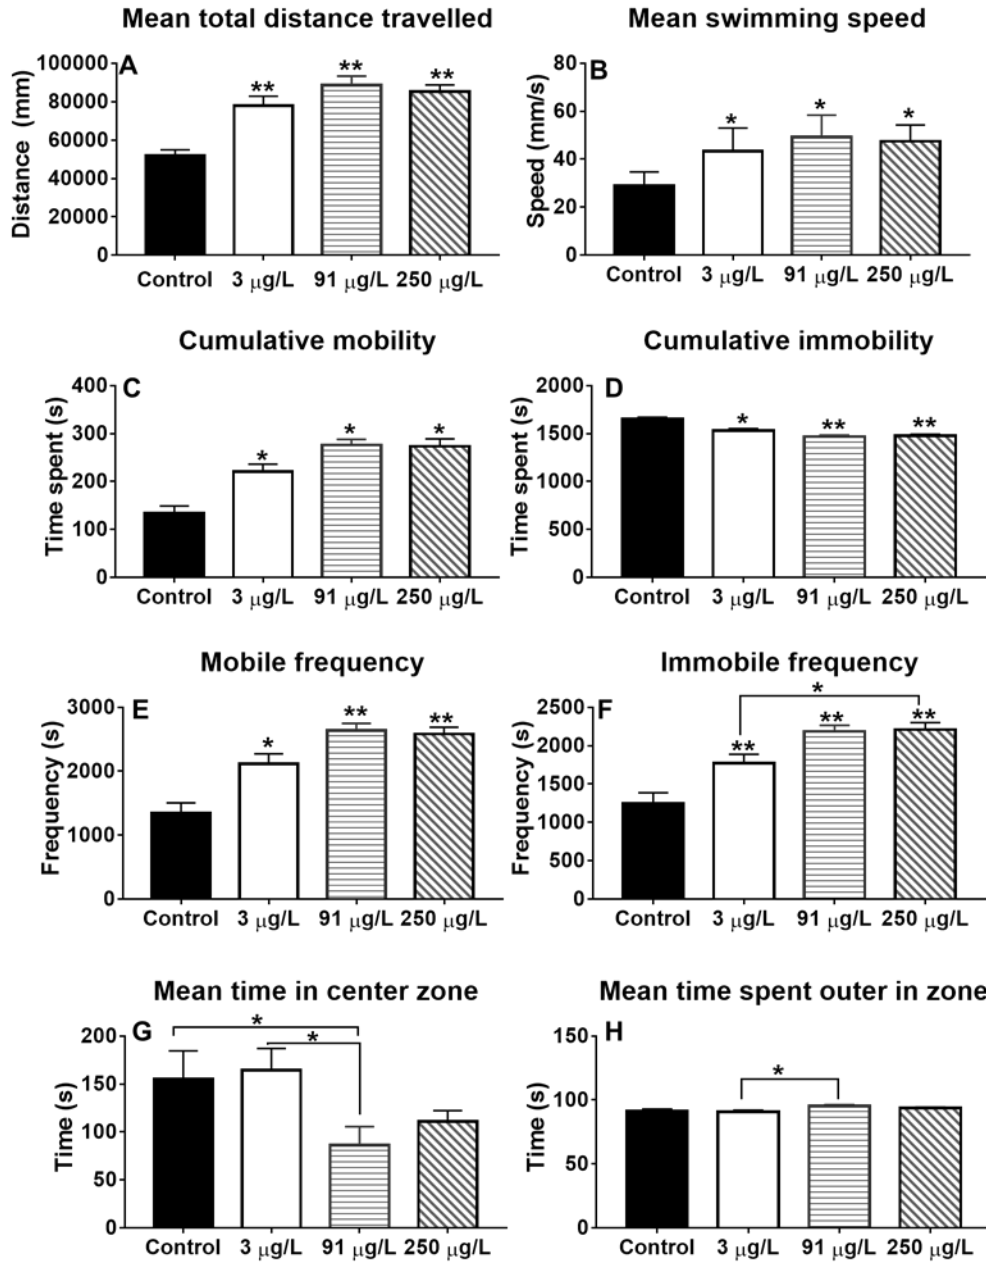 Mean total distance travelled
A
Distance (mm)
100000
80000
60000
40000
20000
0
**
**
**
Control 3 μg/L 91 μg/L 250 μg/L
Mean swimming speed
B
Speed (mm/s)
80
60
40
20
0
*
*
*
Control 3 μg/L 91 μg/L 250 μg/L
Cumulative mobility
C
Time spent (s)
400
300
200
100
0
*
*
*
Control 3 μg/L 91 μg/L 250 μg/L
Cumulative immobility
D
Time spent (s)
2000
1500
1000
500
0
*
**
**
Control 3 μg/L 91 μg/L 250 μg/L
Mobile frequency
E
Frequency (s)
3000
2000
1000
0
*
**
**
Control 3 μg/L 91 μg/L 250 μg/L
Immobile frequency
F
Frequency (s)
2500
2000
1500
1000
500
0
*
**
**
**
Control 3 μg/L 91 μg/L 250 μg/L
Mean time in center zone
G
Time (s)
200
150
100
50
0
*
*
Control 3 μg/L 91 μg/L 250 μg/L
Mean time spent outer in zone
H
Time (s)
150
100
50
0
*
Control 3 μg/L 91 μg/L 250 μg/L